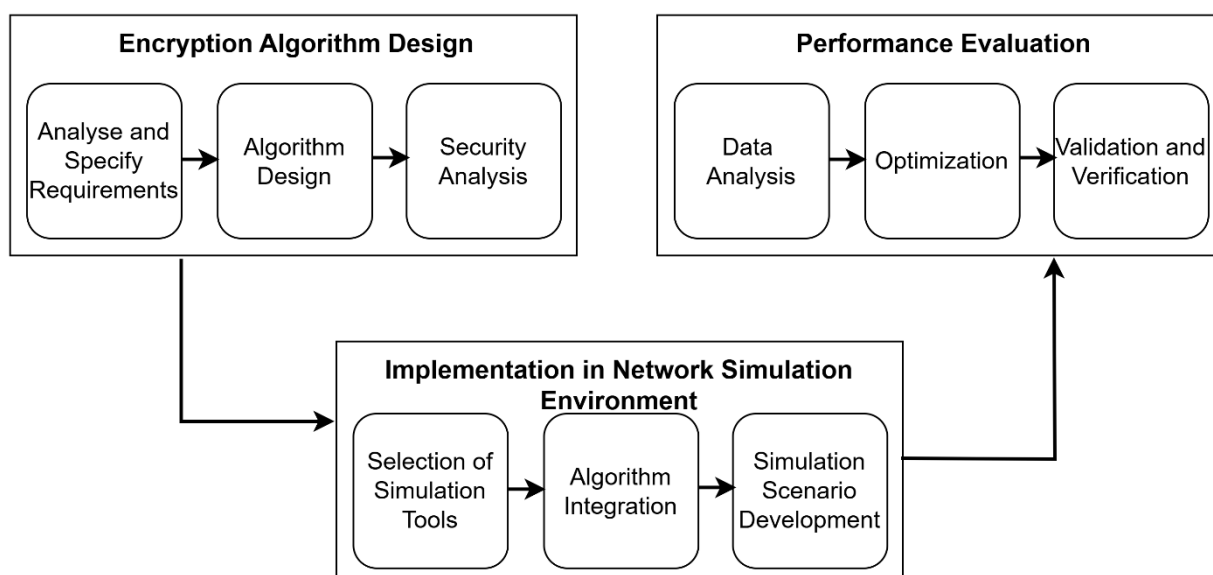 Encryption Algorithm Design
Analyse and
Specify
Requirements
Algorithm
Design
Security
Analysis
Performance Evaluation
Data
Analysis
Optimization
Validation and
Verification
Implementation in Network Simulation
Environment
Selection of
Simulation
Tools
Algorithm
Integration
Simulation
Scenario
Development